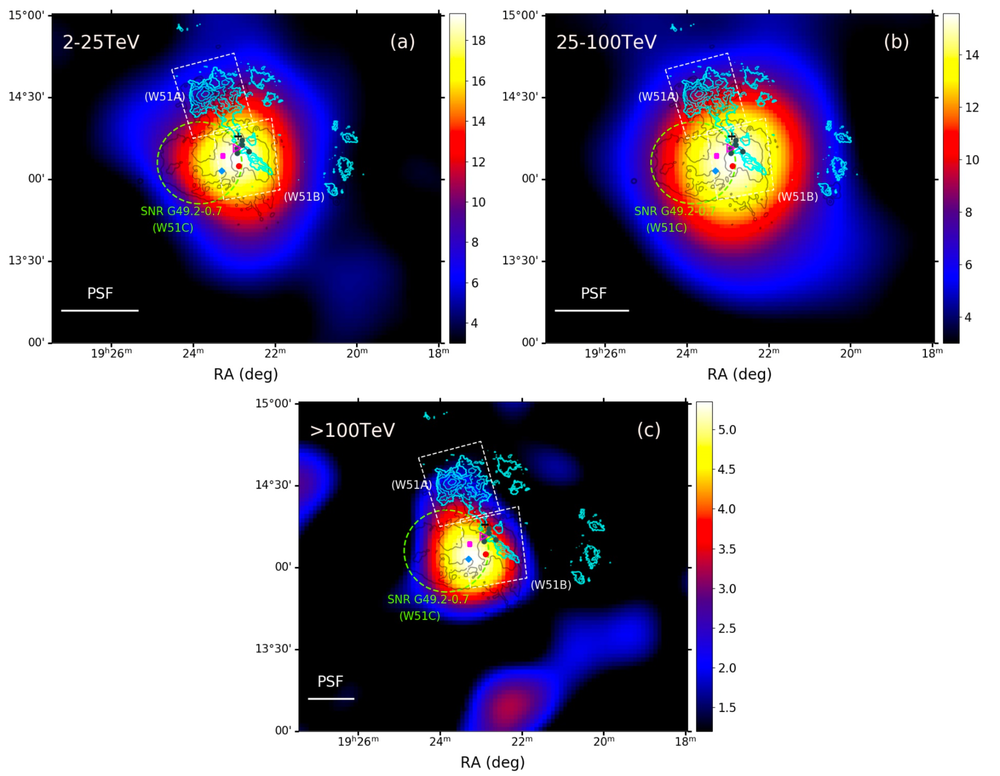 15°00'
2-25TeV
(a)
18
16
(W51A)
14°30'
14
12
00'
(W51B)
10
SNR G49.2-0.7
(W51C)
8
13°30'
6
PSF
4
00'
19ʰ26ᵐ
24ᵐ
22ᵐ
20ᵐ
18ᵐ
RA (deg)
15°00'
25-100TeV
(b)
14
(W51A)
14°30'
12
10
00'
(W51B)
SNR G49.2-0.7
(W51C)
8
13°30'
6
PSF
4
00'
19ʰ26ᵐ
24ᵐ
22ᵐ
20ᵐ
18ᵐ
RA (deg)
15°00'
>100TeV
(c)
5.0
4.5
(W51A)
14°30'
4.0
3.5
00'
(W51B)
3.0
SNR G49.2-0.7
(W51C)
2.5
13°30'
2.0
PSF
1.5
00'
19ʰ26ᵐ
24ᵐ
22ᵐ
20ᵐ
18ᵐ
RA (deg)